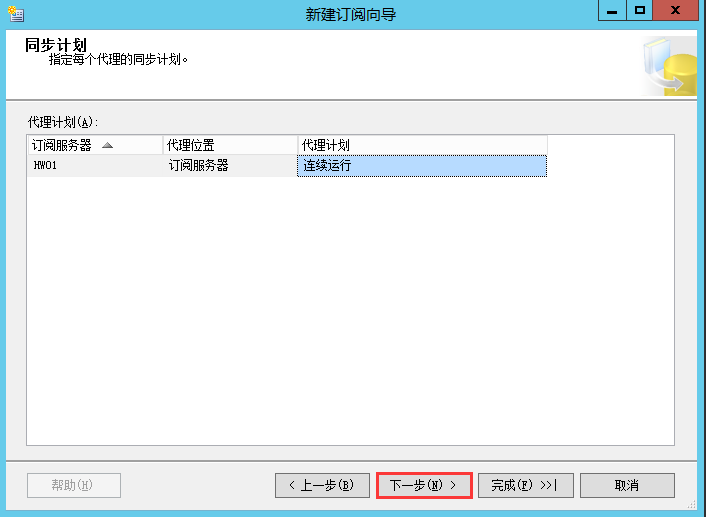 新建订阅向导
同步计划
指定每个代理的同步计划。
代理计划(A):
订阅服务器 代理位置 代理计划
HW01 订阅服务器 连续运行
帮助(H) < 上一步(B) 下一步(N) > 完成(F) >>| 取消